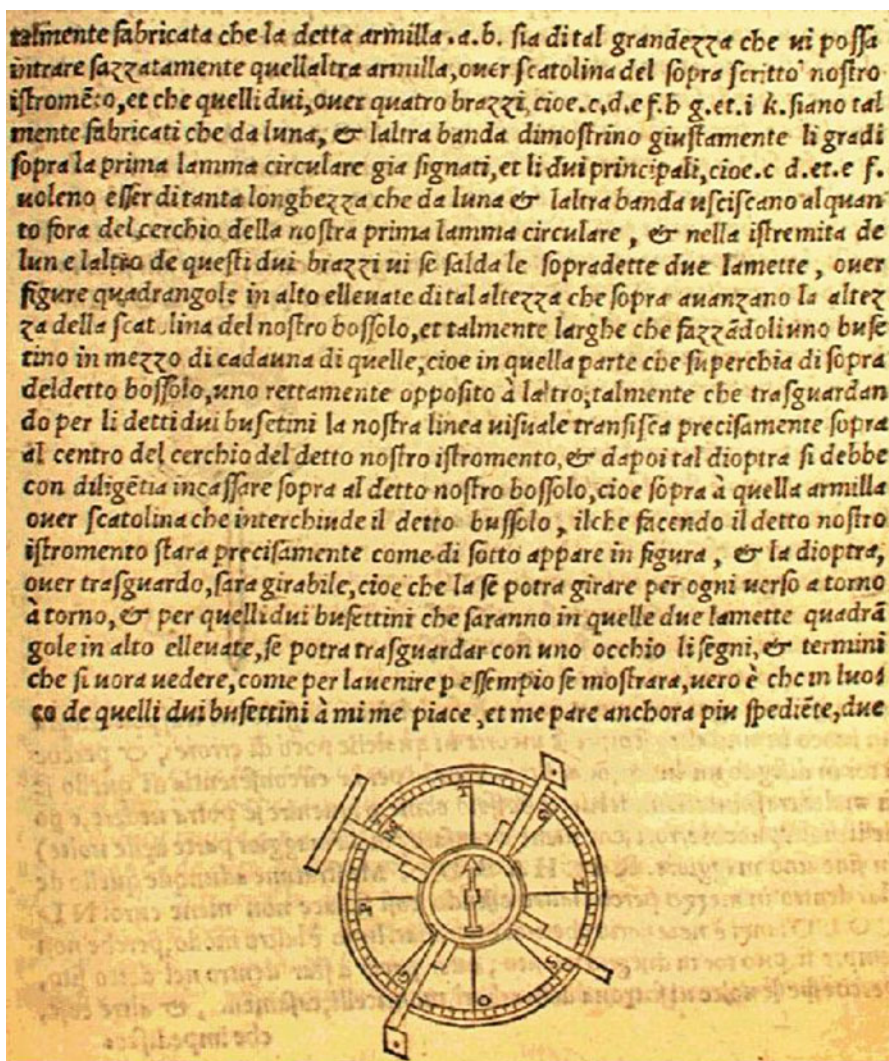 talmente fabricata che la detta armilla .a.b. sia di tal grandezza che ui possa
intrare sazzatamente quellaltra armilla, ouer scatolina del sopra scritto nostro
istromẽto, et che quelli dui, ouer quatro brazzi, cioe .c,d.e f.h g.et.i k. siano tal
mente fabricati che da luna, & laltra banda dimostrino giustamente li gradi
sopra la prima lamma circulare gia signati, et li dui principali, cioe .c d.et.e f.
uoleno esser di tanta longhezza che da luna & laltra banda usciscano al quan
to fora del cerchio della nostra prima lamma circulare, & nella istremita de
lun e laltro de questi dui brazzi ui se salda le sopradette due lamette, ouer
figure quadrangole in alto elleuate di tal altezza che sopra auanzano la altez
za della scatolina del nostro bossolo, et talmente larghe che fazzãdoli uno buse
tino in mezzo di cadauna di quelle, cioe in quella parte che superchia di sopra
del detto bossolo, uno rettamente opposito à laltro, talmente che trasguardan
do per li detti dui busetini la nostra linea uisuale transisca precisamente sopra
al centro del cerchio del detto nostro istromento, & dapoi tal dioptra si debbe
con diligẽtia incassare sopra al detto nostro bossolo, cioe sopra à quella armilla
ouer scatolina che interchiude il detto bussolo, ilche facendo il detto nostro
istromento stara precisamente come di sotto appare in figura, & la dioptra,
ouer trasguardo, sara girabile, cioe che la se potra girare per ogni uerso a torno
à torno, & per quelli dui busettini che saranno in quelle due lamette quadrã
gole in alto elleuate, se potra trasguardar con uno occhio li segni, & termini
che si uora uedere, come per lauenire p essempio se mostrara, uero è che in luo
co de quelli dui busettini à mi me piace, et me pare anchora piu spediẽte, due
T
L
O
P